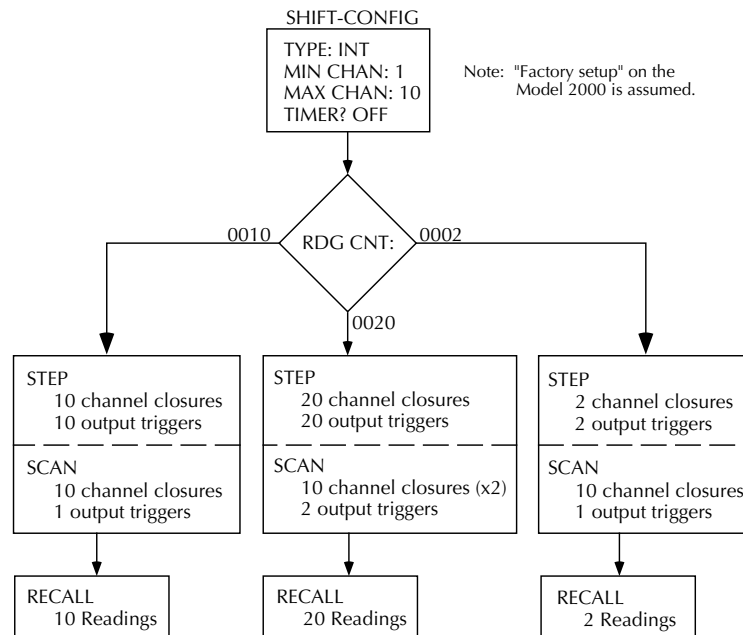 SHIFT-CONFIG
TYPE: INT
MIN CHAN: 1
MAX CHAN: 10
TIMER? OFF
Note: "Factory setup" on the
Model 2000 is assumed.
RDG CNT:
0010
0002
0020
STEP
10 channel closures
10 output triggers
SCAN
10 channel closures
1 output triggers
RECALL
10 Readings
STEP
20 channel closures
20 output triggers
SCAN
10 channel closures (x2)
2 output triggers
RECALL
20 Readings
STEP
2 channel closures
2 output triggers
SCAN
10 channel closures
1 output triggers
RECALL
2 Readings